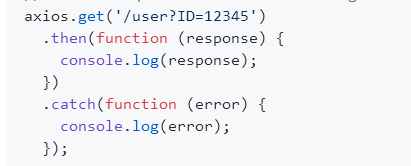 axios.get('/user?ID=12345')
  .then(function (response) {
    console.log(response);
  })
  .catch(function (error) {
    console.log(error);
  });